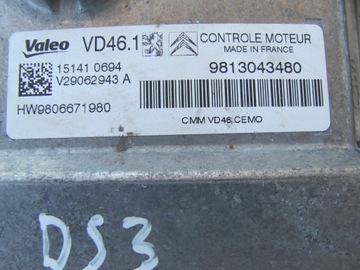 Valeo VD46.1 CONTROLE MOTEUR
MADE IN FRANCE
15141 0694
V29062943 A
9813043480
HW9806671980
CMM VD46 CEMO
DS3